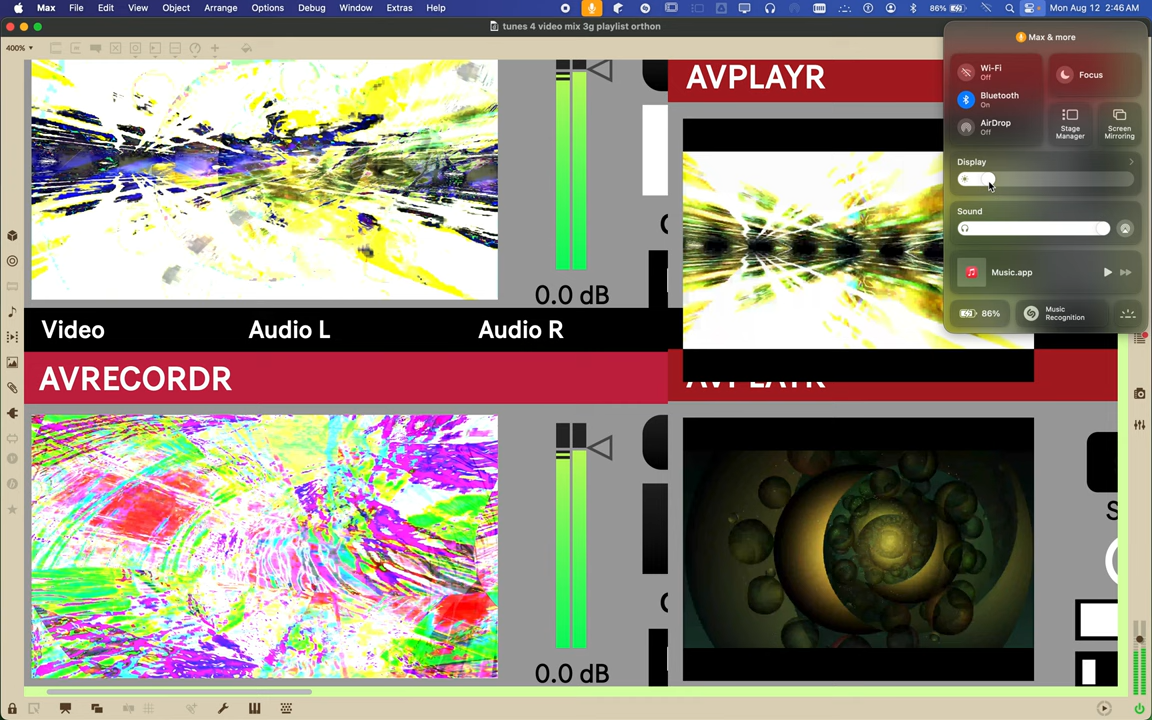 Max File Edit View Object Arrange Options Debug Window Extras Help
86% Mon Aug 12 2:46 AM
tunes 4 video mix 3g playlist orthon
400%
Max & more
Wi-Fi
Off
Focus
Bluetooth
On
AirDrop
Off
Stage
Manager
Screen
Mirroring
Display
Sound
Music.app
86%
Music
Recognition
AVPLAYR
0.0 dB
Video Audio L Audio R
AVRECORDR
AVPLAYR
0.0 dB